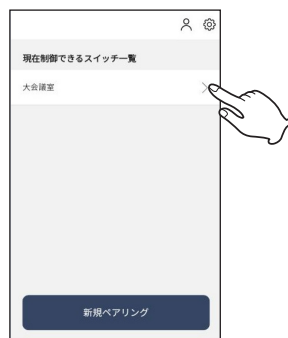 現在制御できるスイッチ一覧
大会議室
新規ペアリング